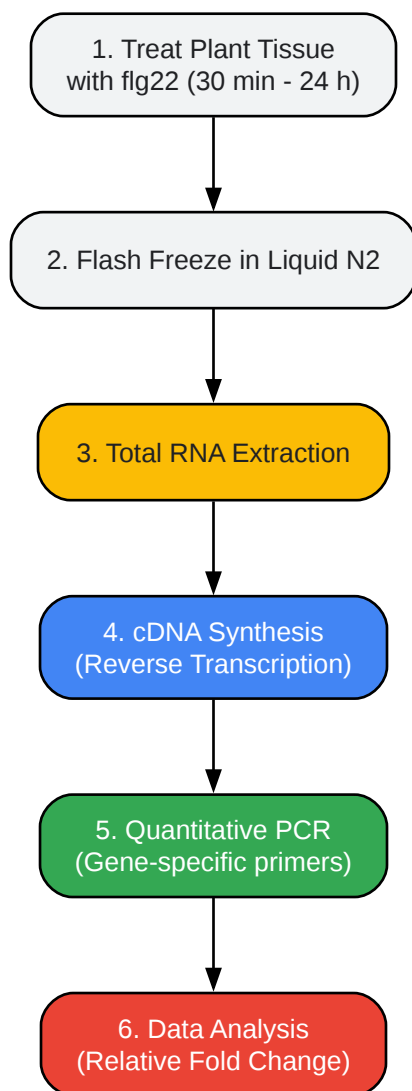 1. Treat Plant Tissue
with flg22 (30 min - 24 h)
2. Flash Freeze in Liquid N2
3. Total RNA Extraction
4. cDNA Synthesis
(Reverse Transcription)
5. Quantitative PCR
(Gene-specific primers)
6. Data Analysis
(Relative Fold Change)